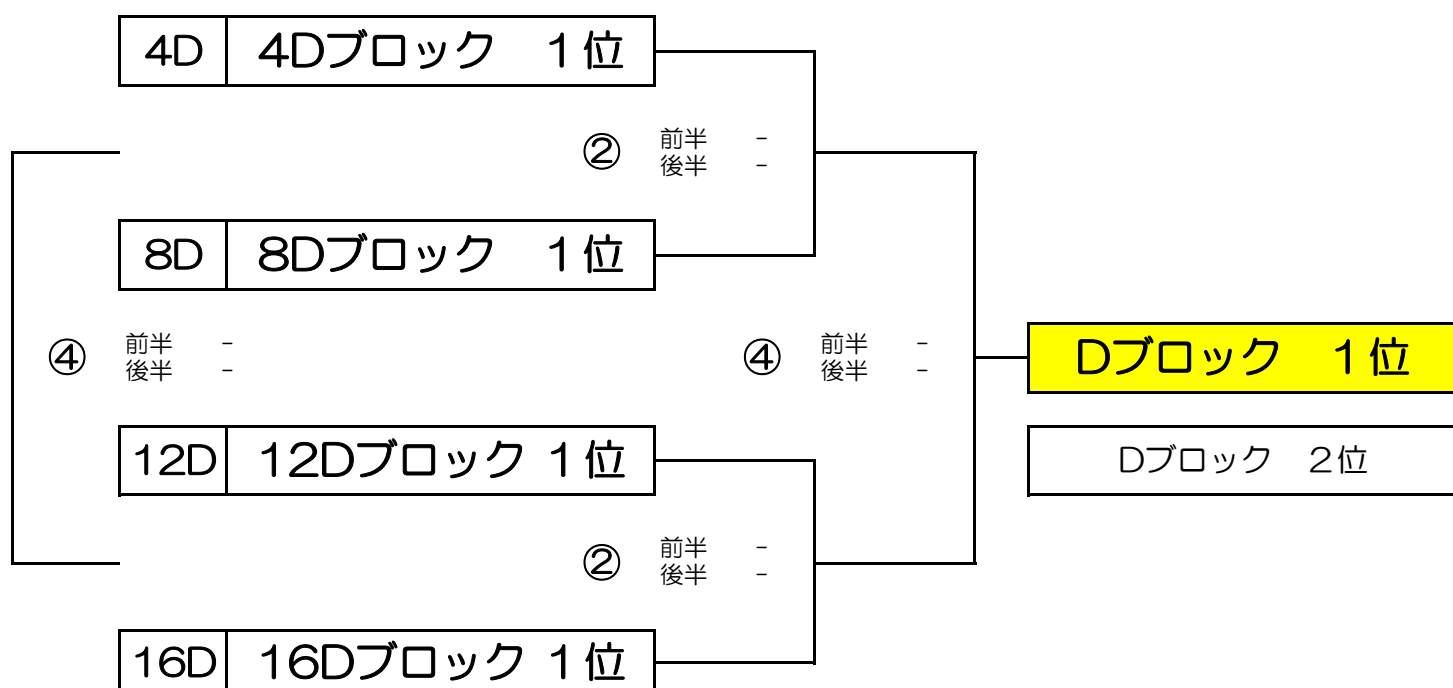 4D 4Dブロック　1位
② 前半 -
後半 -
8D 8Dブロック　1位
④ 前半 -
後半 -
④ 前半 -
後半 -
Dブロック　1位
12D 12Dブロック 1位
Dブロック　2位
② 前半 -
後半 -
16D 16Dブロック 1位